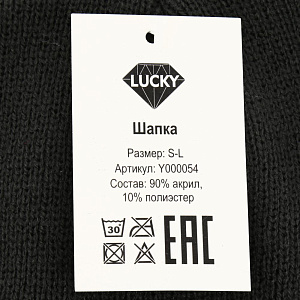 LUCKY
Шапка
Размер: S-L
Артикул: Y000054
Состав: 90% акрил,
10% полиэстер
30
EAC